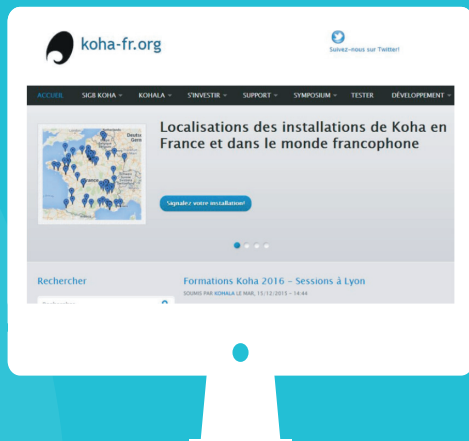 koha-fr.org
Suivez-nous sur Twitter!
ACCUEIL SIGB KOHA KOHALA S'INVESTIR SUPPORT SYMPOSIUM TESTER DÉVELOPPEMENT
Localisations des installations de Koha en
France et dans le monde francophone
Signalez votre installation!
Rechercher
Formations Koha 2016 – Sessions à Lyon
SOUMIS PAR KOHALA LE MAR, 12/12/2015 – 14:44